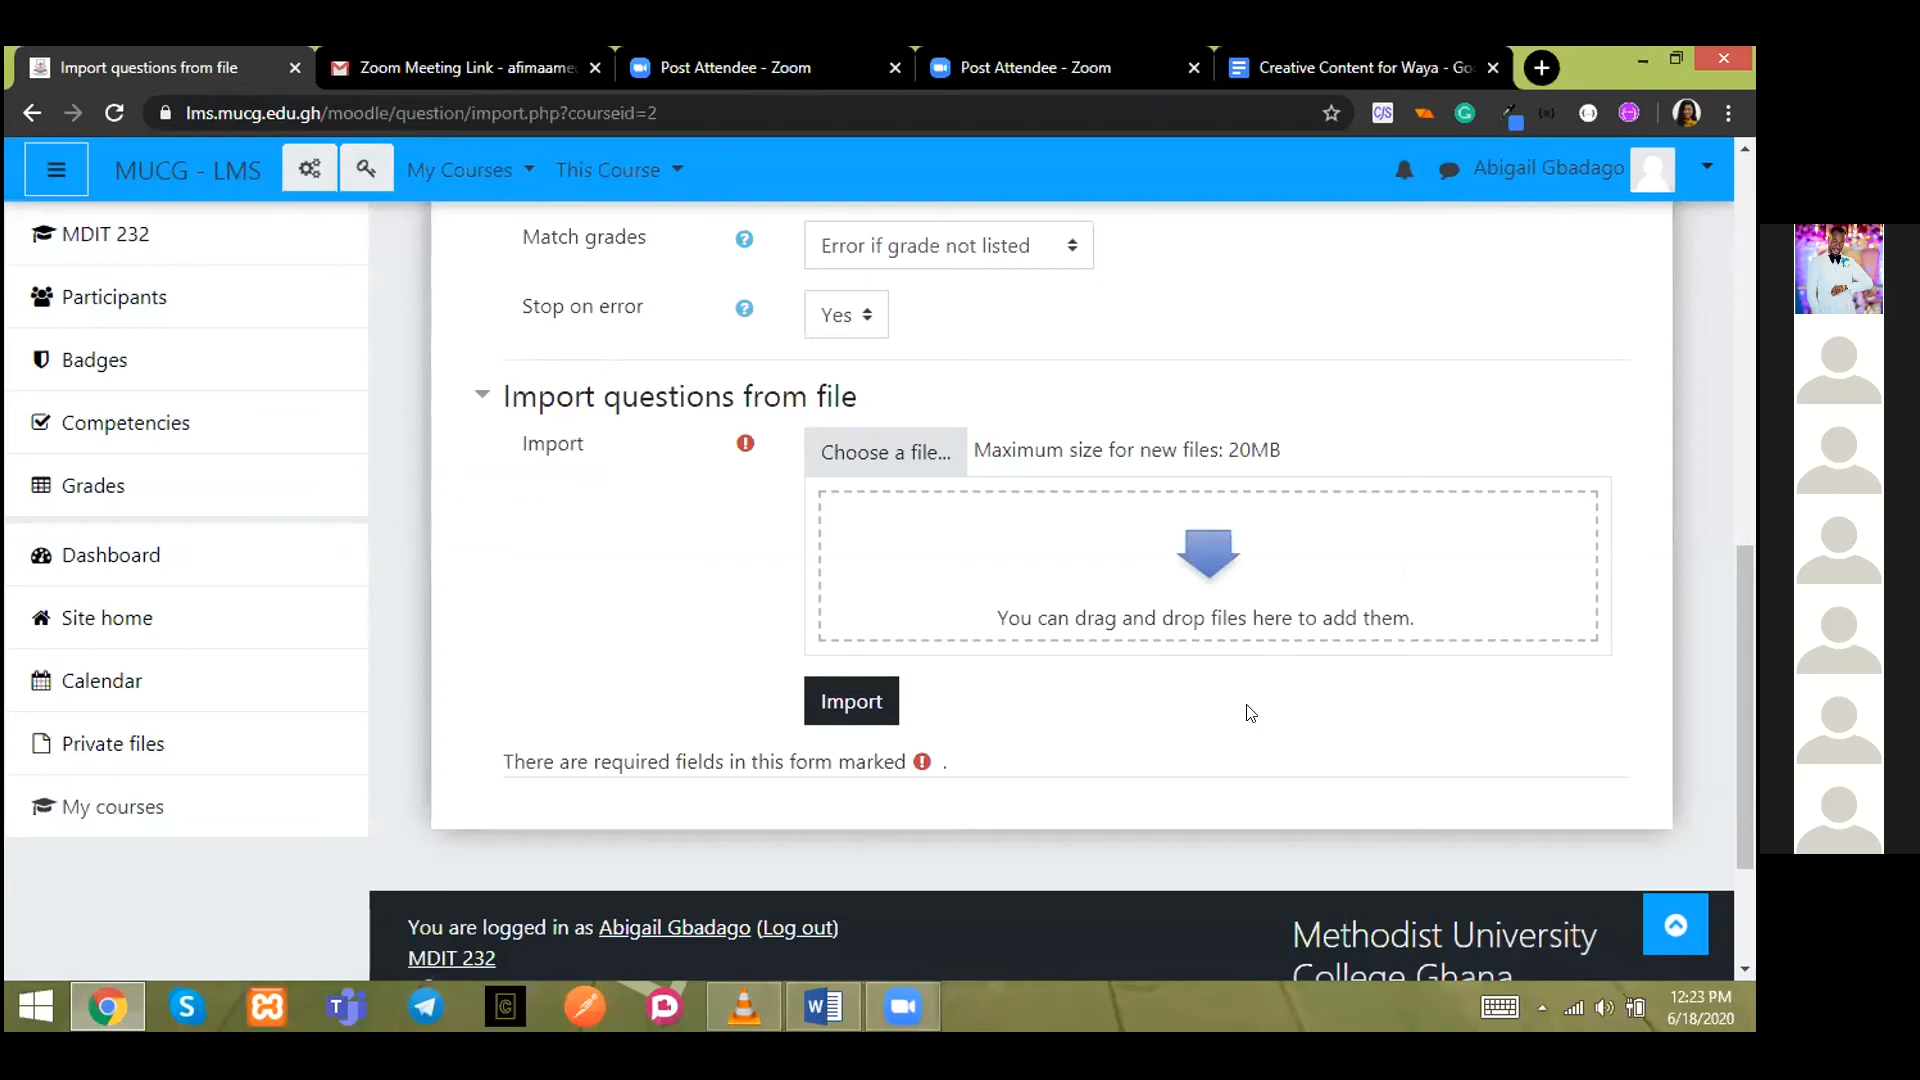 Import questions from file
Zoom Meeting Link - afimaame
Post Attendee - Zoom
Post Attendee - Zoom
Creative Content for Waya - Go
lms.mucg.edu.gh/moodle/question/import.php?courseid=2
MUCG - LMS
My Courses
This Course
Abigail Gbadago
MDIT 232
Participants
Badges
Competencies
Grades
Dashboard
Site home
Calendar
Private files
My courses
Match grades
Error if grade not listed
Stop on error
Yes
Import questions from file
Import
Choose a file...
Maximum size for new files: 20MB
You can drag and drop files here to add them.
Import
There are required fields in this form marked .
You are logged in as Abigail Gbadago (Log out)
MDIT 232
Methodist University
College Ghana
12:23 PM
6/18/2020